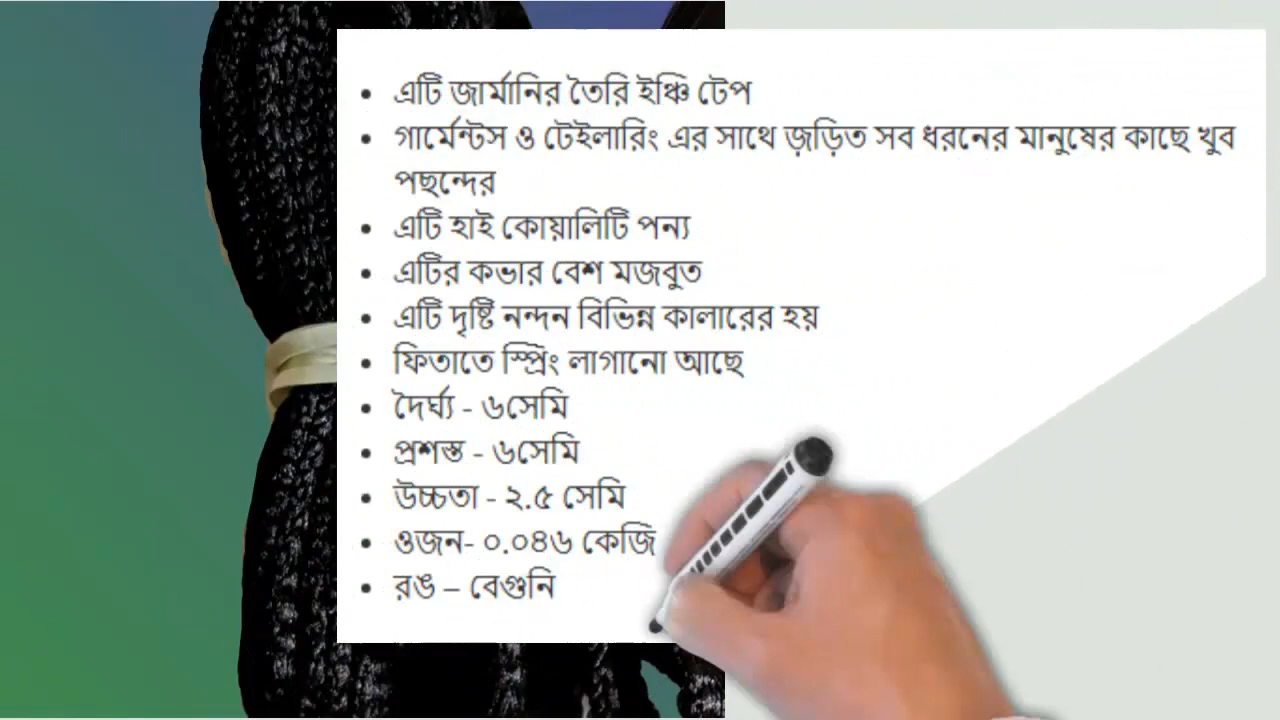 এটি জার্মানির তৈরি ইঞ্চি টেপ
গার্মেন্টস ও টেইলারিং এর সাথে জ়ড়িত সব ধরনের মানুষের কাছে খুব
পছন্দের
এটি হাই কোয়ালিটি পন্য
এটির কভার বেশ মজবুত
এটি দৃষ্টি নন্দন বিভিন্ন কালারের হয়
ফিতাতে স্প্রিং লাগানো আছে
দৈর্ঘ্য - ৬সেমি
প্রশস্ত - ৬সেমি
উচ্চতা - ২.৫ সেমি
ওজন- ০.০৪৬ কেজি
রঙ – বেগুনি